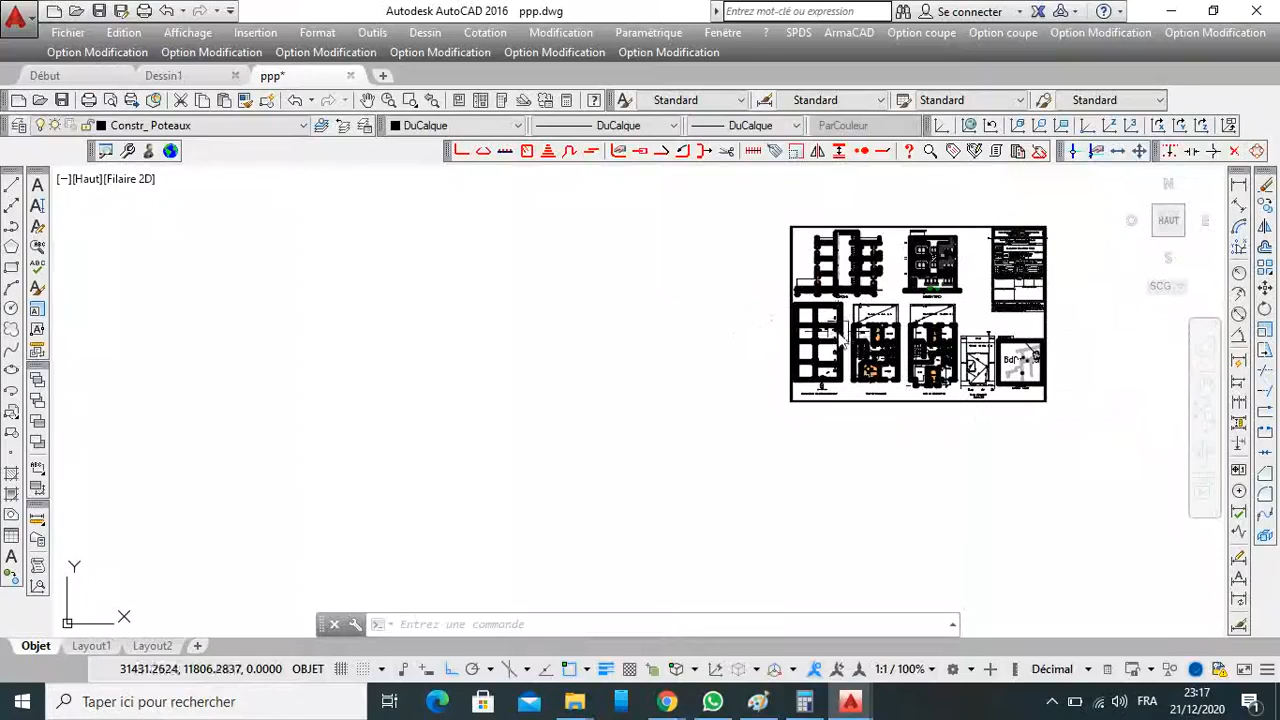 Autodesk AutoCAD 2016 ppp.dwg
Entrez mot-clé ou expression
Se connecter
Fichier Edition Affichage Insertion Format Outils Dessin Cotation Modification Paramétrique Fenêtre ? SPDS ArmaCAD Option coupe Option coupe Option Modification Option Modification
Option Modification Option Modification Option Modification Option Modification Option Modification Option Modification
Début Dessin1 ppp*
Standard Standard Standard Standard
Constr_ Poteaux DuCalque DuCalque DuCalque ParCouleur
[−][Haut][Filaire 2D]
N
HAUT
E
S
SCG
Y
X
Entrez une commande
Objet Layout1 Layout2
31431.2624, 11806.2837, 0.0000 OBJET 1:1 / 100% Décimal
Taper ici pour rechercher
FRA
23:17
21/12/2020